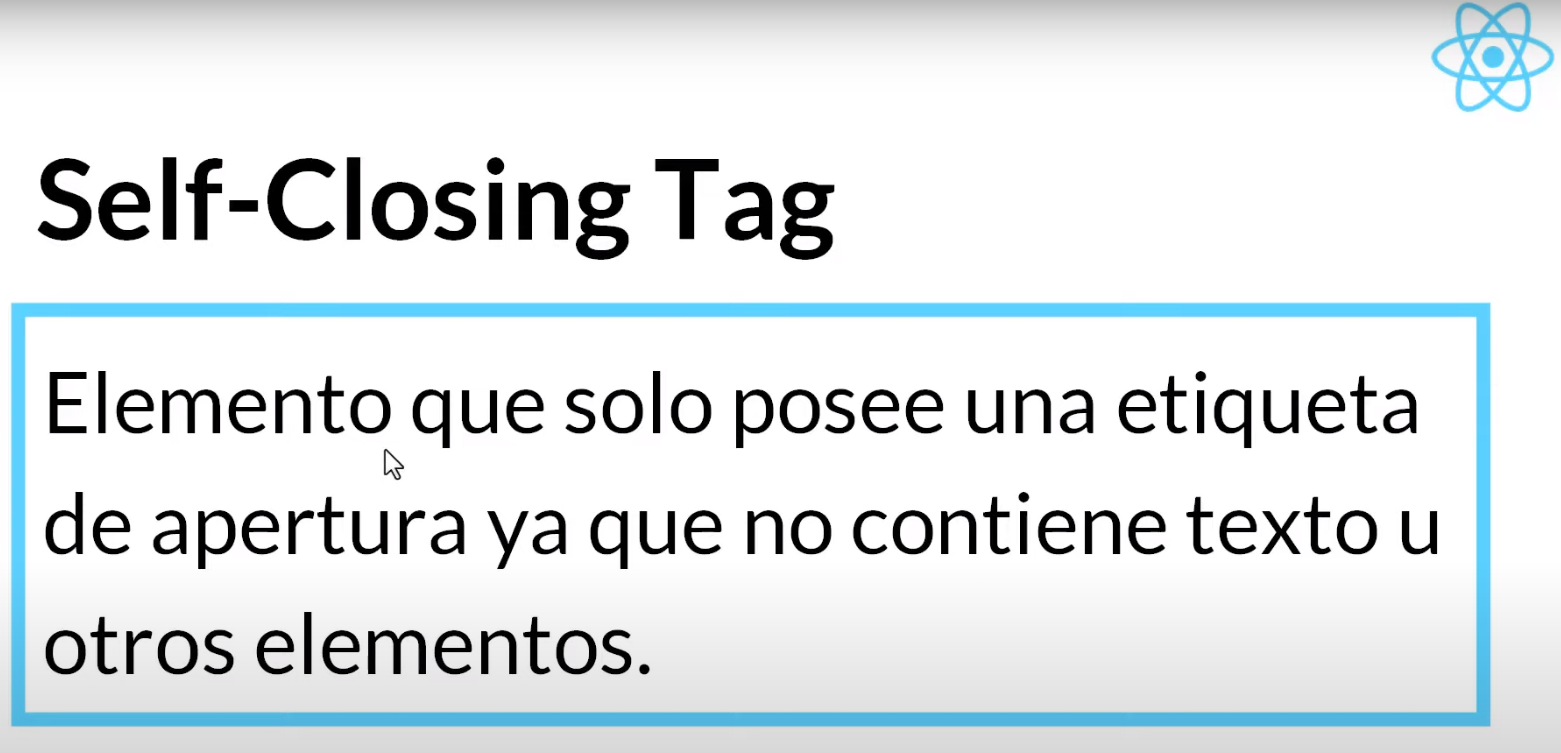 Self-Closing Tag
Elemento que solo posee una etiqueta
de apertura ya que no contiene texto u
otros elementos.